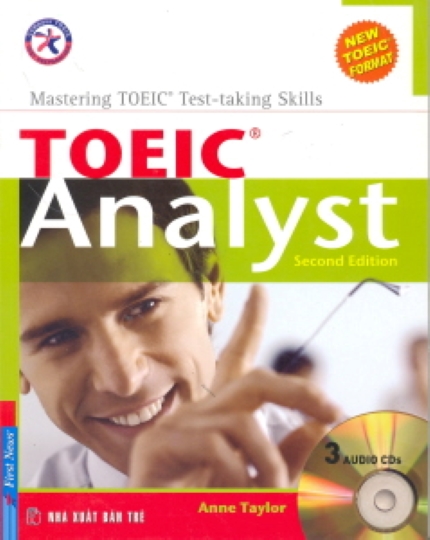 NEW
TOEIC
FORMAT
Mastering TOEIC® Test-taking Skills
TOEIC®
Analyst
Second Edition
3 AUDIO CDs
First News
Anne Taylor
NHÀ XUẤT BẢN TRẺ